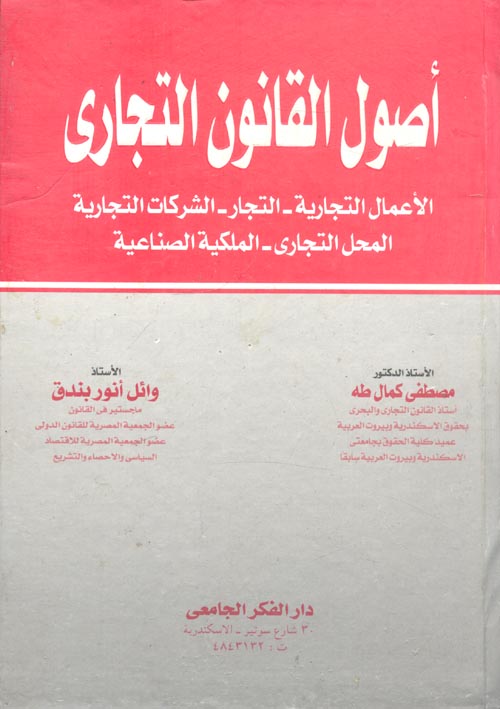 أصول القانون التجارى
الأعمال التجارية - التجار - الشركات التجارية
المحل التجارى - الملكية الصناعية
الأستاذ الدكتور
مصطفى كمال طه
أستاذ القانون التجارى والبحرى
بحقوق الاسكندرية وبيروت العربية
عميد كلية الحقوق بجامعتى
الاسكندرية وبيروت العربية سابقا
الأستاذ
وائل أنور بندق
ماجستير فى القانون
عضو الجمعية المصرية للقانون الدولى
عضو الجمعية المصرية للاقتصاد
السياسى والاحصاء والتشريع
دار الفكر الجامعى
٣٠ شارع سوتير - الاسكندرية
ت : ٤٨٤٣١٣٢